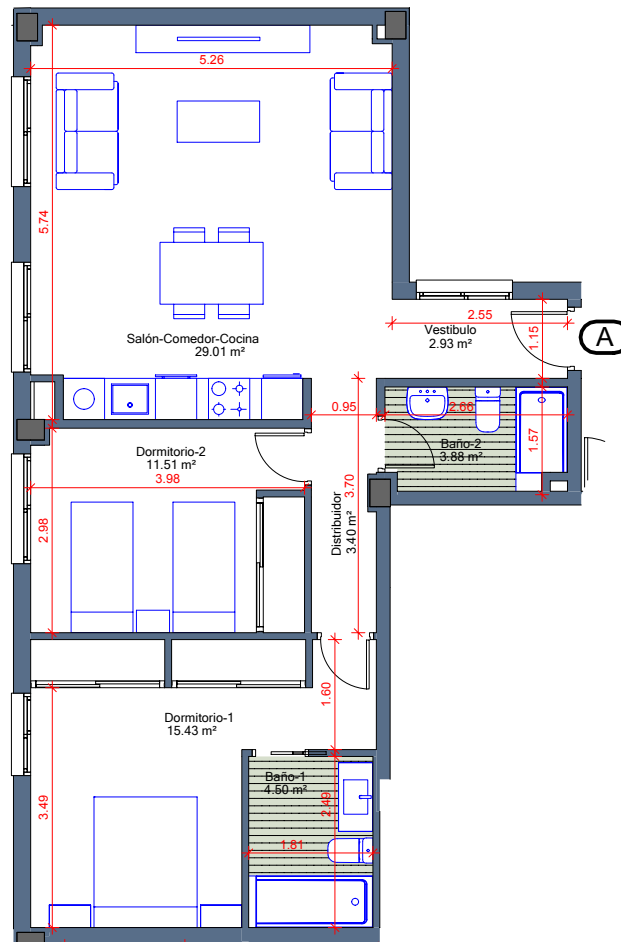 5.26
5.74
Salón-Comedor-Cocina
29.01 m²
2.55
Vestibulo
2.93 m²
1.15
A
0.95
2.66
Baño-2
3.88 m²
1.57
Dormitorio-2
11.51 m²
3.98
2.98
3.70
Distribuidor
3.40 m²
1.60
Dormitorio-1
15.43 m²
3.49
Baño-1
4.50 m²
2.49
1.81